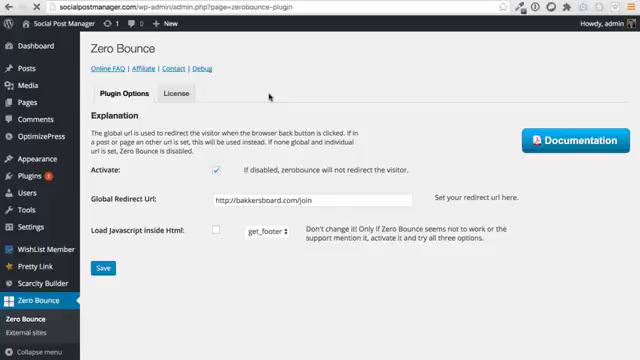 socialpostmanager.com/wp-admin/admin.php?page=zerobounce-plugin
Social Post Manager 1 0 + New Howdy, admin
Dashboard
Posts
Media
Pages
Comments
OptimizePress
Appearance
Plugins 1
Users
Tools
Settings
WishList Member
Pretty Link
Scarcity Builder
Zero Bounce
Zero Bounce
External sites
Collapse menu
Zero Bounce
Online FAQ | Affiliate | Contact | Debug
Plugin Options License
Explanation
The global url is used to redirect the visitor when the browser back button is clicked. If in
a post or page an other url is set, this will be used instead. If none global and individual
url is set, Zero Bounce is disabled.
Documentation
Activate: If disabled, zerobounce will not redirect the visitor.
Global Redirect Url: http://bakkersboard.com/join Set your redirect url here.
Load Javascript inside Html: get_footer Don't change it! Only if Zero Bounce seems not to work or the
support mention it, activate it and try all three options.
Save